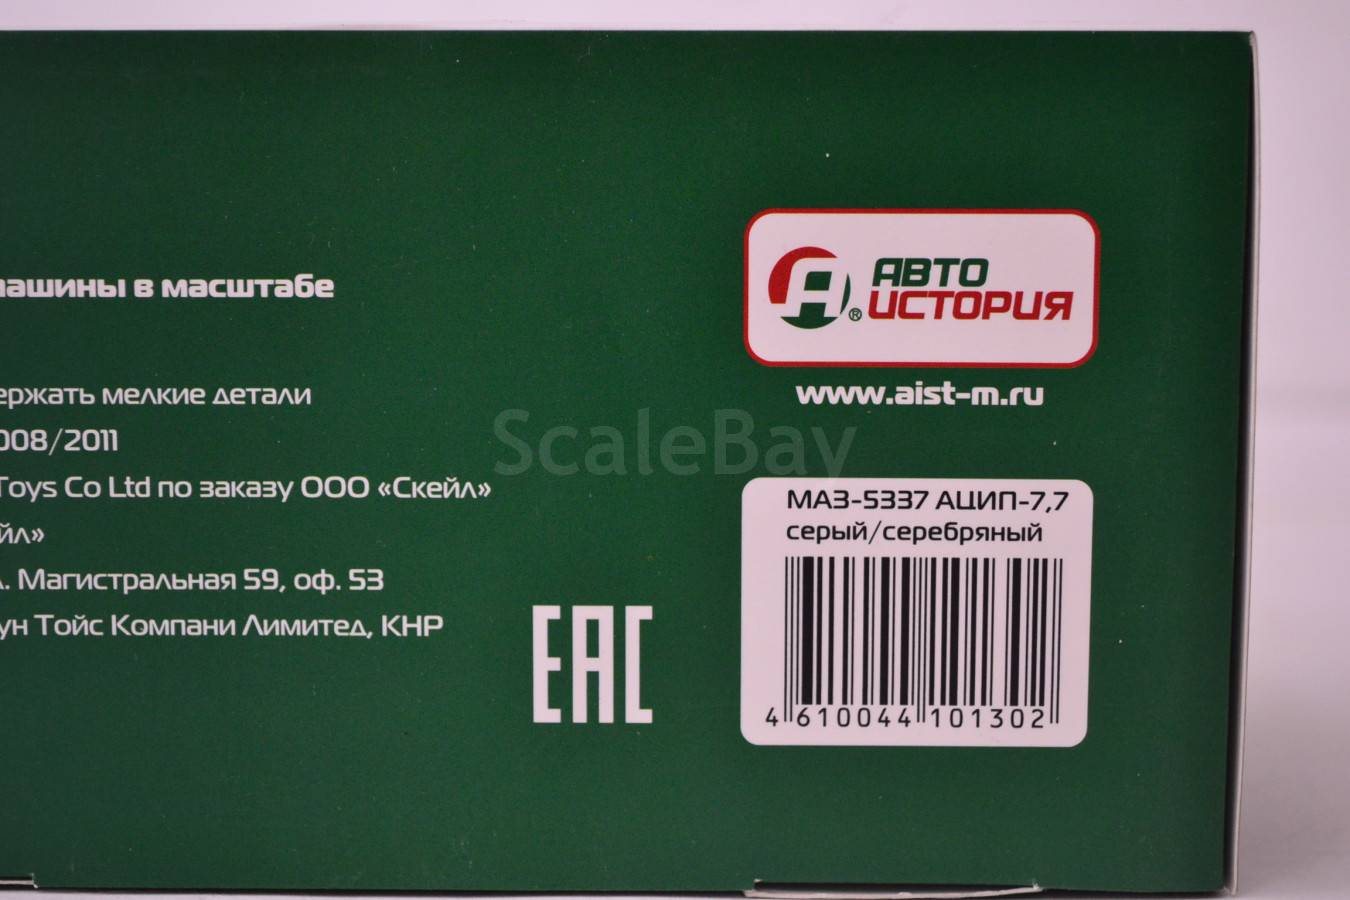 машины в масштабе
держать мелкие детали
008/2011
Toys Co Ltd по заказу ООО «Скейл»
йл»
л. Магистральная 59, оф. 53
ун Тойс Компани Лимитед, КНР
EAC
АВТО
ИСТОРИЯ
www.aist-m.ru
ScaleBay
МАЗ-5337 АЦИП-7,7
серый/серебряный
4 610044 101302